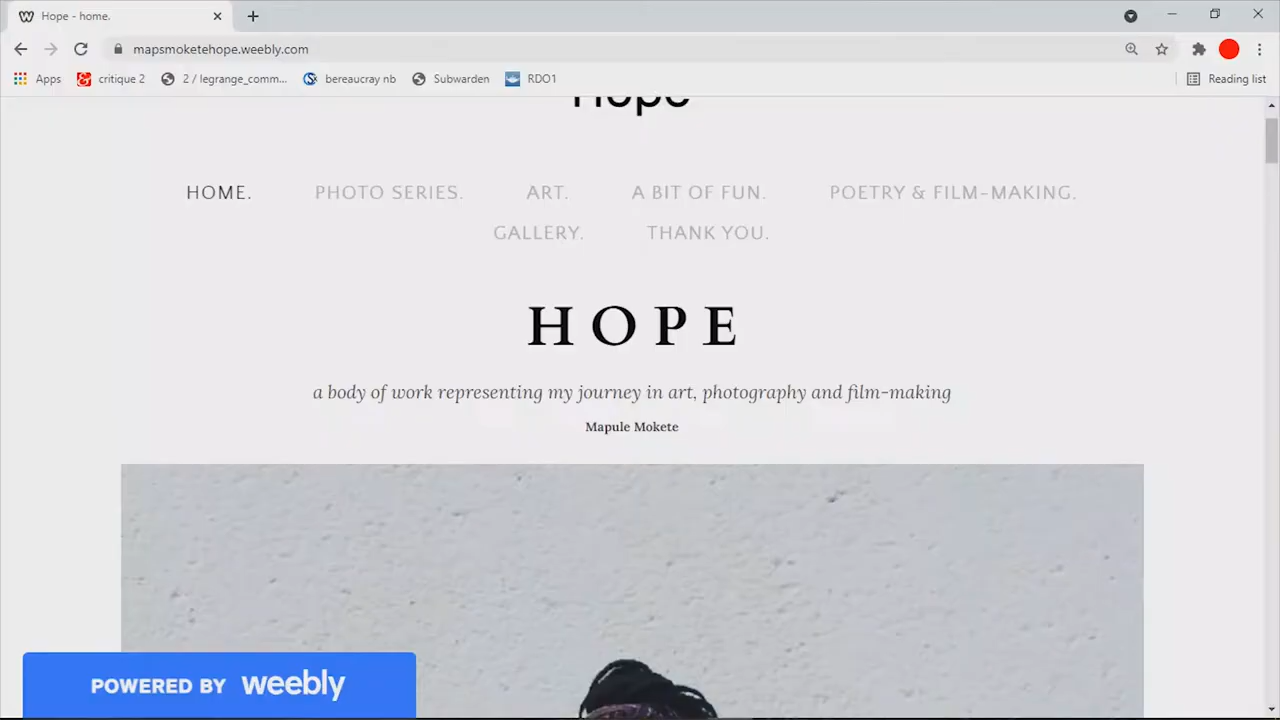 Hope - home.
mapsmoketehope.weebly.com
Apps critique 2 2 / legrange_comm... bereaucray nb Subwarden RDO1 Reading list
Hope
HOME. PHOTO SERIES. ART. A BIT OF FUN. POETRY & FILM-MAKING.
GALLERY. THANK YOU.
HOPE
a body of work representing my journey in art, photography and film-making
Mapule Mokete
POWERED BY weebly